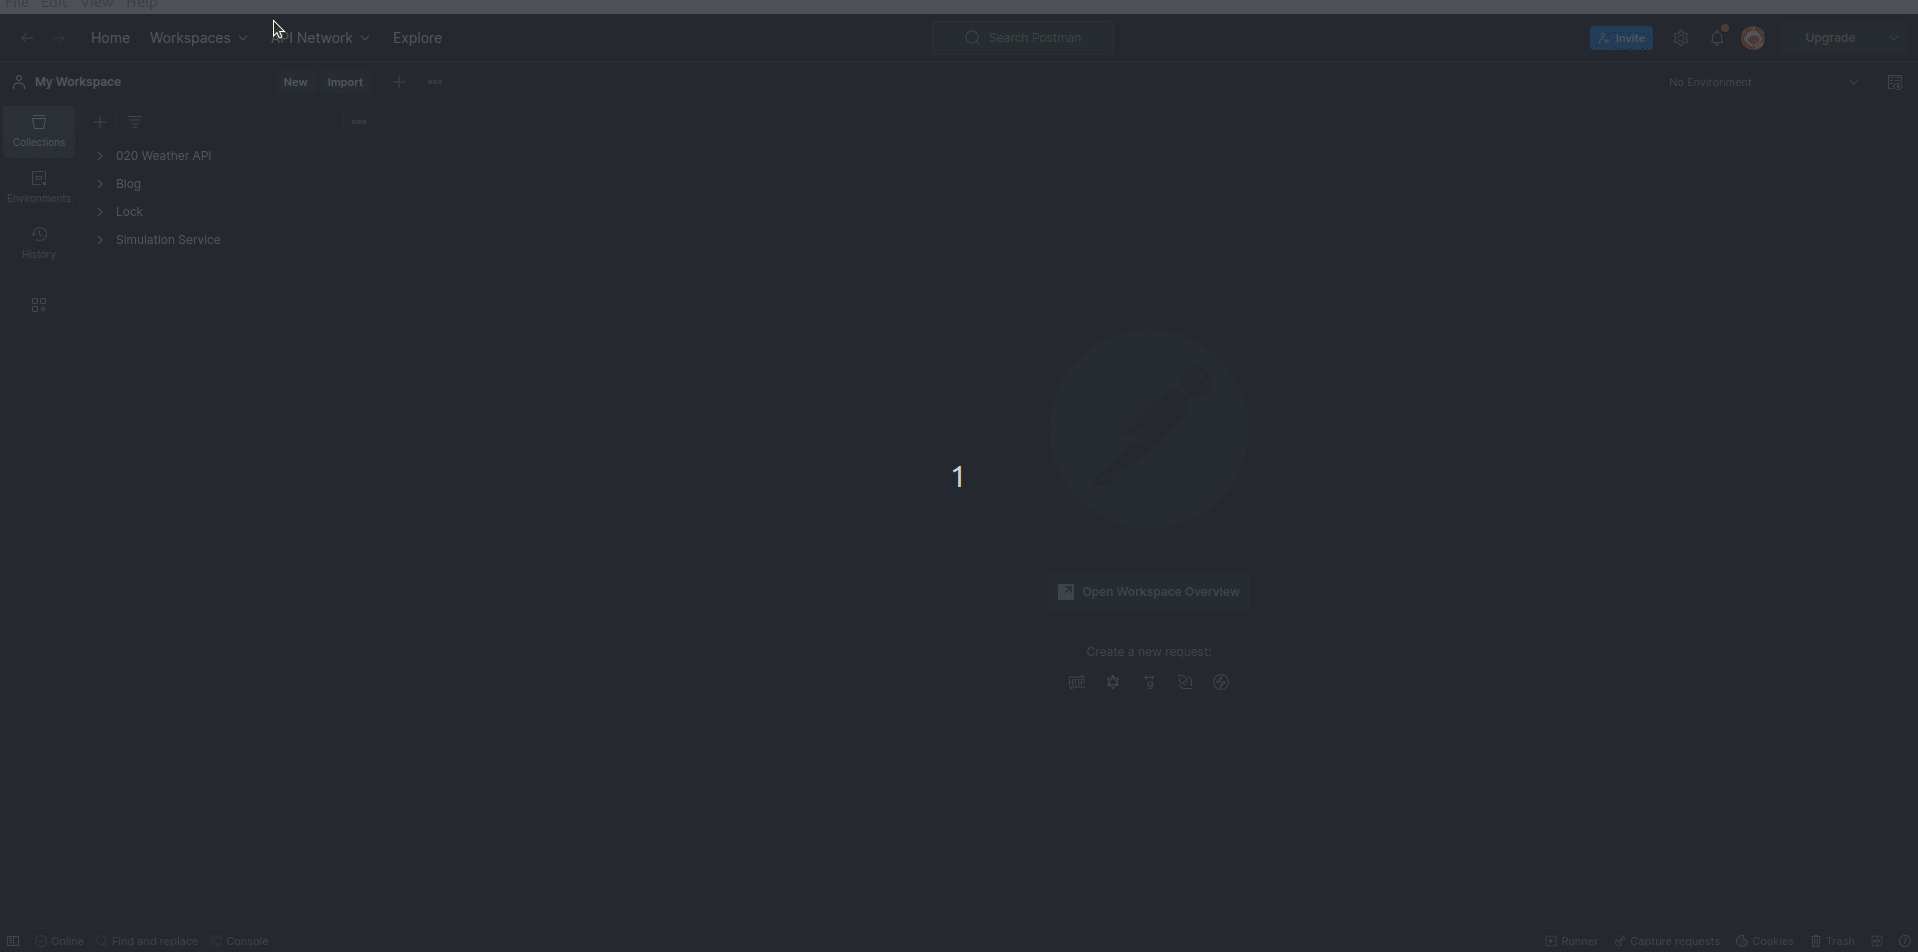 File Edit View Help
Home Workspaces API Network Explore Search Postman Invite Upgrade
My Workspace New Import No Environment
Collections
Environments
History
020 Weather API
Blog
Lock
Simulation Service
1
Open Workspace Overview
Create a new request:
Online Find and replace Console Runner Capture requests Cookies Trash